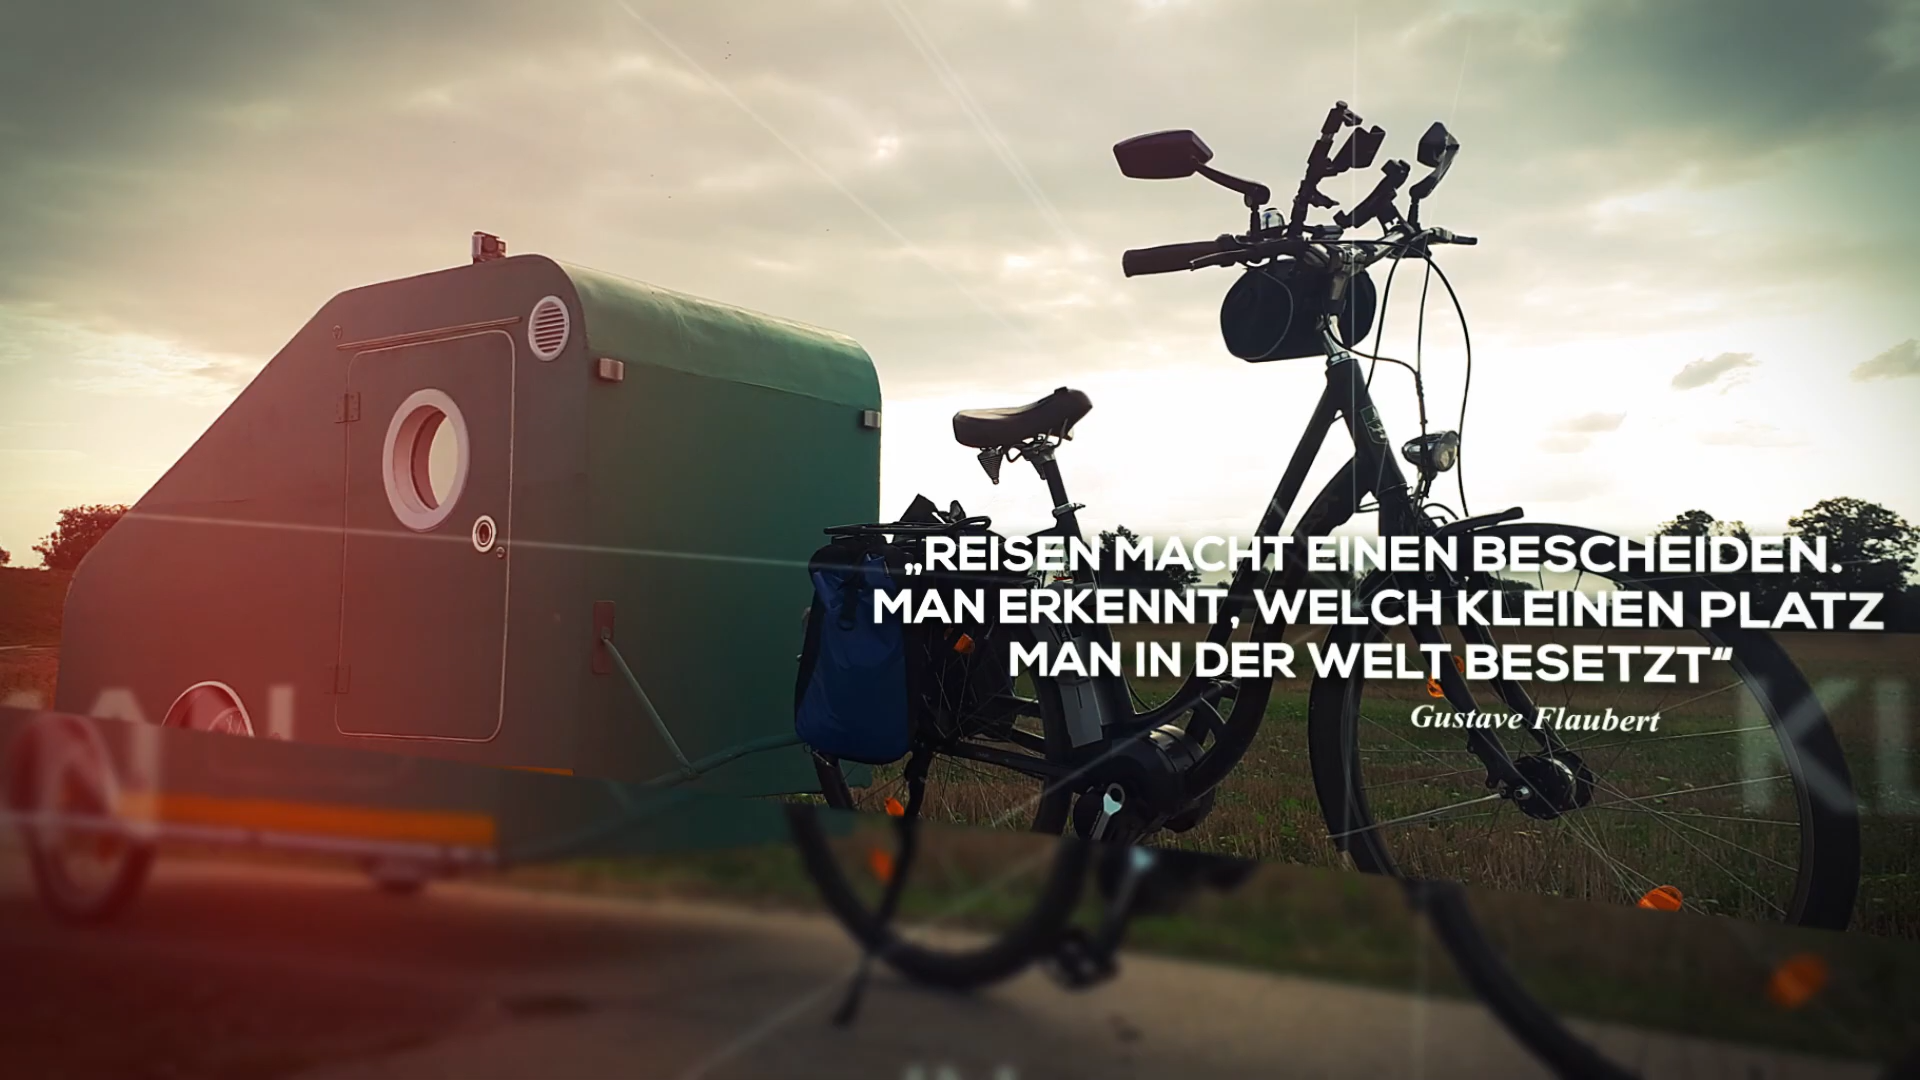 „REISEN MACHT EINEN BESCHEIDEN.
MAN ERKENNT, WELCH KLEINEN PLATZ
MAN IN DER WELT BESETZT“
Gustave Flaubert